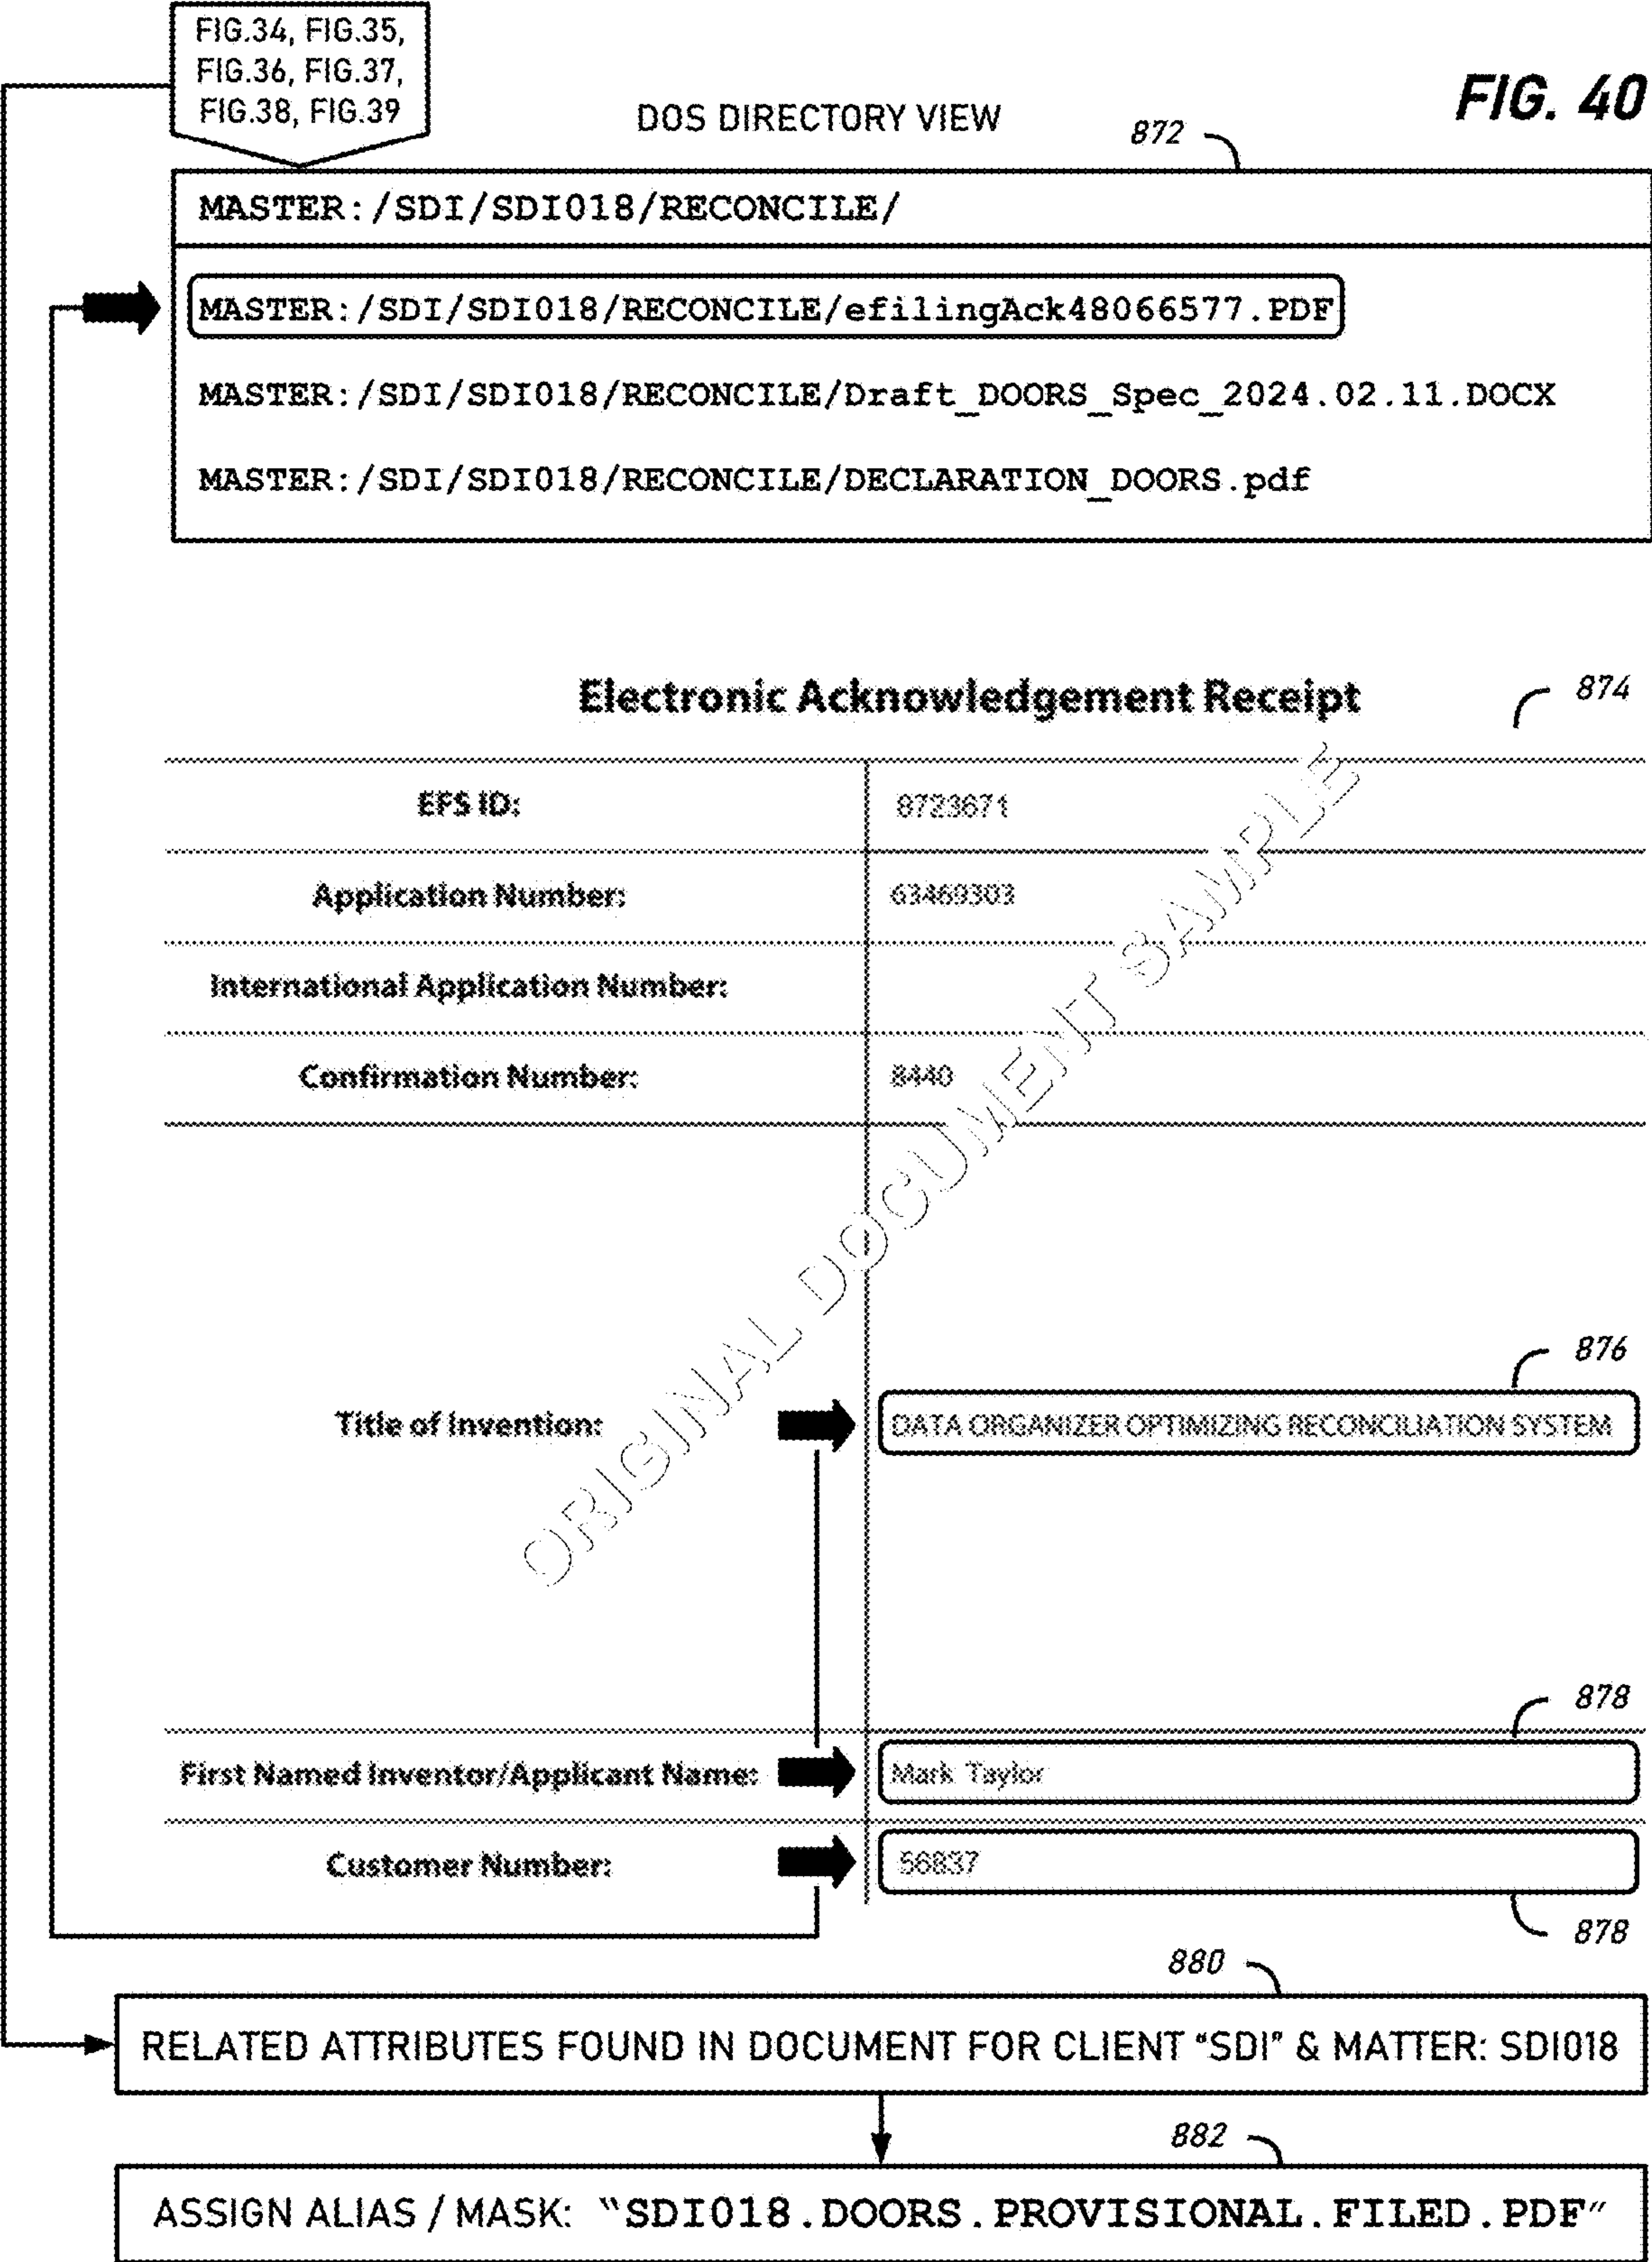 FIG.34, FIG.35,
FIG.36, FIG.37,
FIG.38, FIG.39
DOS DIRECTORY VIEW
FIG. 40
872
MASTER:/SDI/SDI018/RECONCILE/
MASTER:/SDI/SDI018/RECONCILE/efilingAck48066577.PDF
MASTER:/SDI/SDI018/RECONCILE/Draft_DOORS_Spec_2024.02.11.DOCX
MASTER:/SDI/SDI018/RECONCILE/DECLARATION_DOORS.pdf
Electronic Acknowledgement Receipt
874
EFS ID: 8723671
Application Number: 63469303
International Application Number:
Confirmation Number: 8440
ORIGINAL DOCUMENT SAMPLE
876
Title of Invention: DATA ORGANIZER OPTIMIZING RECONCILIATION SYSTEM
878
First Named Inventor/Applicant Name: Mark Taylor
Customer Number: 56837
878
880
RELATED ATTRIBUTES FOUND IN DOCUMENT FOR CLIENT "SDI" & MATTER: SDI018
882
ASSIGN ALIAS / MASK: "SDI018.DOORS.PROVISIONAL.FILED.PDF"